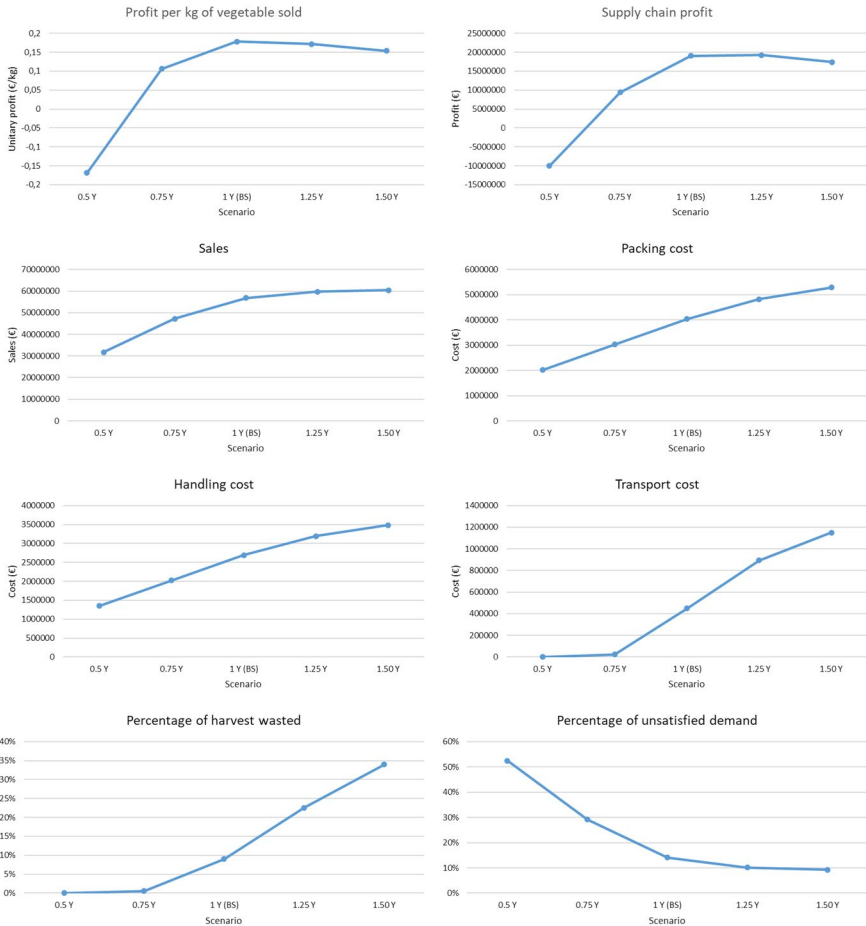 Profit per kg of vegetable sold
Unitary profit (€/kg)
0,2
0,15
0,1
0,05
0
-0,05
-0,1
-0,15
-0,2
0.5 Y 0.75 Y 1 Y (BS) 1.25 Y 1.50 Y
Scenario
Supply chain profit
Profit (€)
25000000
20000000
15000000
10000000
5000000
0
-5000000
-10000000
-15000000
0.5 Y 0.75 Y 1 Y (BS) 1.25 Y 1.50 Y
Scenario
Sales
Sales (€)
70000000
60000000
50000000
40000000
30000000
20000000
10000000
0
0.5 Y 0.75 Y 1 Y (BS) 1.25 Y 1.50 Y
Scenario
Packing cost
Cost (€)
6000000
5000000
4000000
3000000
2000000
1000000
0
0.5 Y 0.75 Y 1 Y (BS) 1.25 Y 1.50 Y
Scenario
Handling cost
Cost (€)
4000000
3500000
3000000
2500000
2000000
1500000
1000000
500000
0
0.5 Y 0.75 Y 1 Y (BS) 1.25 Y 1.50 Y
Scenario
Transport cost
Cost (€)
1400000
1200000
1000000
800000
600000
400000
200000
0
0.5 Y 0.75 Y 1 Y (BS) 1.25 Y 1.50 Y
Scenario
Percentage of harvest wasted
40%
35%
30%
25%
20%
15%
10%
5%
0%
0.5 Y 0.75 Y 1 Y (BS) 1.25 Y 1.50 Y
Scenario
Percentage of unsatisfied demand
60%
50%
40%
30%
20%
10%
0%
0.5 Y 0.75 Y 1 Y (BS) 1.25 Y 1.50 Y
Scenario